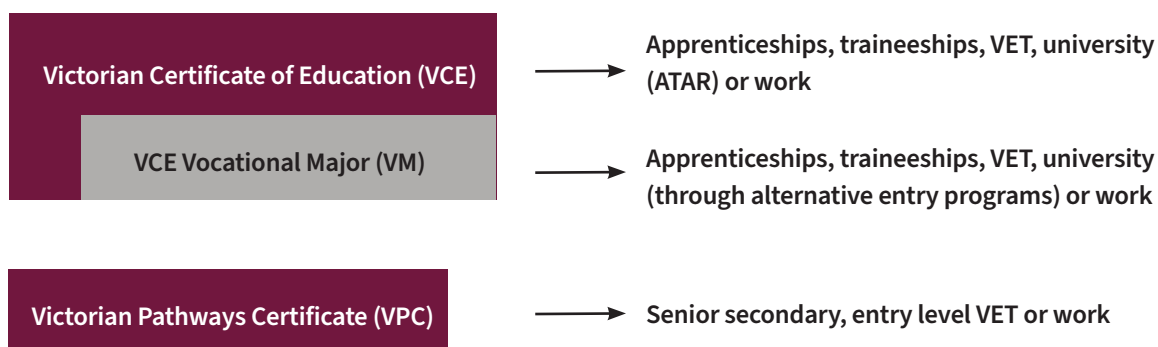 Victorian Certificate of Education (VCE)
Apprenticeships, traineeships, VET, university
(ATAR) or work
VCE Vocational Major (VM)
Apprenticeships, traineeships, VET, university
(through alternative entry programs) or work
Victorian Pathways Certificate (VPC)
Senior secondary, entry level VET or work